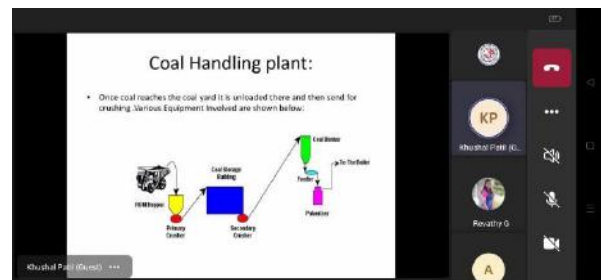 Coal Handling plant:
• Once coal reaches the coal yard it is unloaded there and then send for
crushing .Various Equipment Involved are shown below:
Coal Bunker
To The Boiler
Feeder
Coal Storage
Building
ROM Hopper
Pulverizer
Primary
Crusher
Secondary
Crusher
KP
Khushal Patil (G...
Revathy G
A
Khushal Patil (Guest) •••